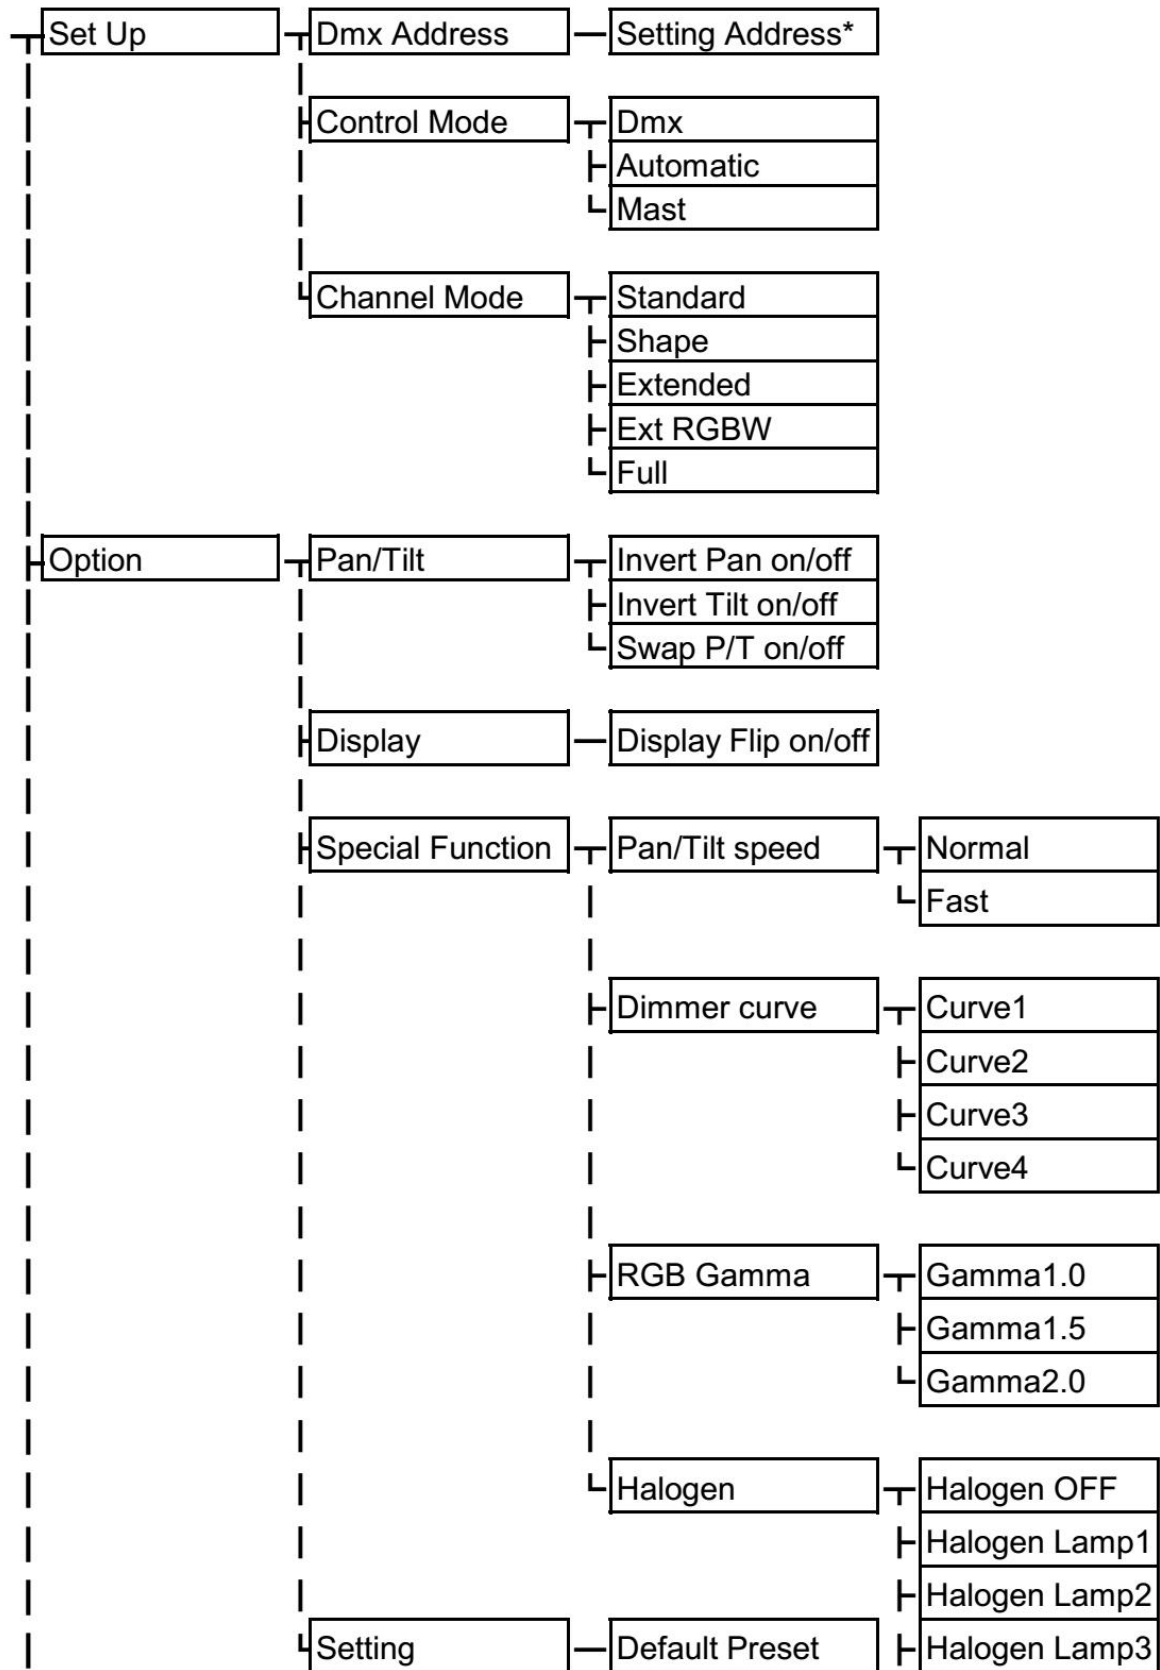 Set Up Dmx Address Setting Address*
Control Mode Dmx
Automatic
Mast
Channel Mode Standard
Shape
Extended
Ext RGBW
Full
Option Pan/Tilt Invert Pan on/off
Invert Tilt on/off
Swap P/T on/off
Display Display Flip on/off
Special Function Pan/Tilt speed Normal
Fast
Dimmer curve Curve1
Curve2
Curve3
Curve4
RGB Gamma Gamma1.0
Gamma1.5
Gamma2.0
Halogen Halogen OFF
Halogen Lamp1
Halogen Lamp2
Setting Default Preset Halogen Lamp3